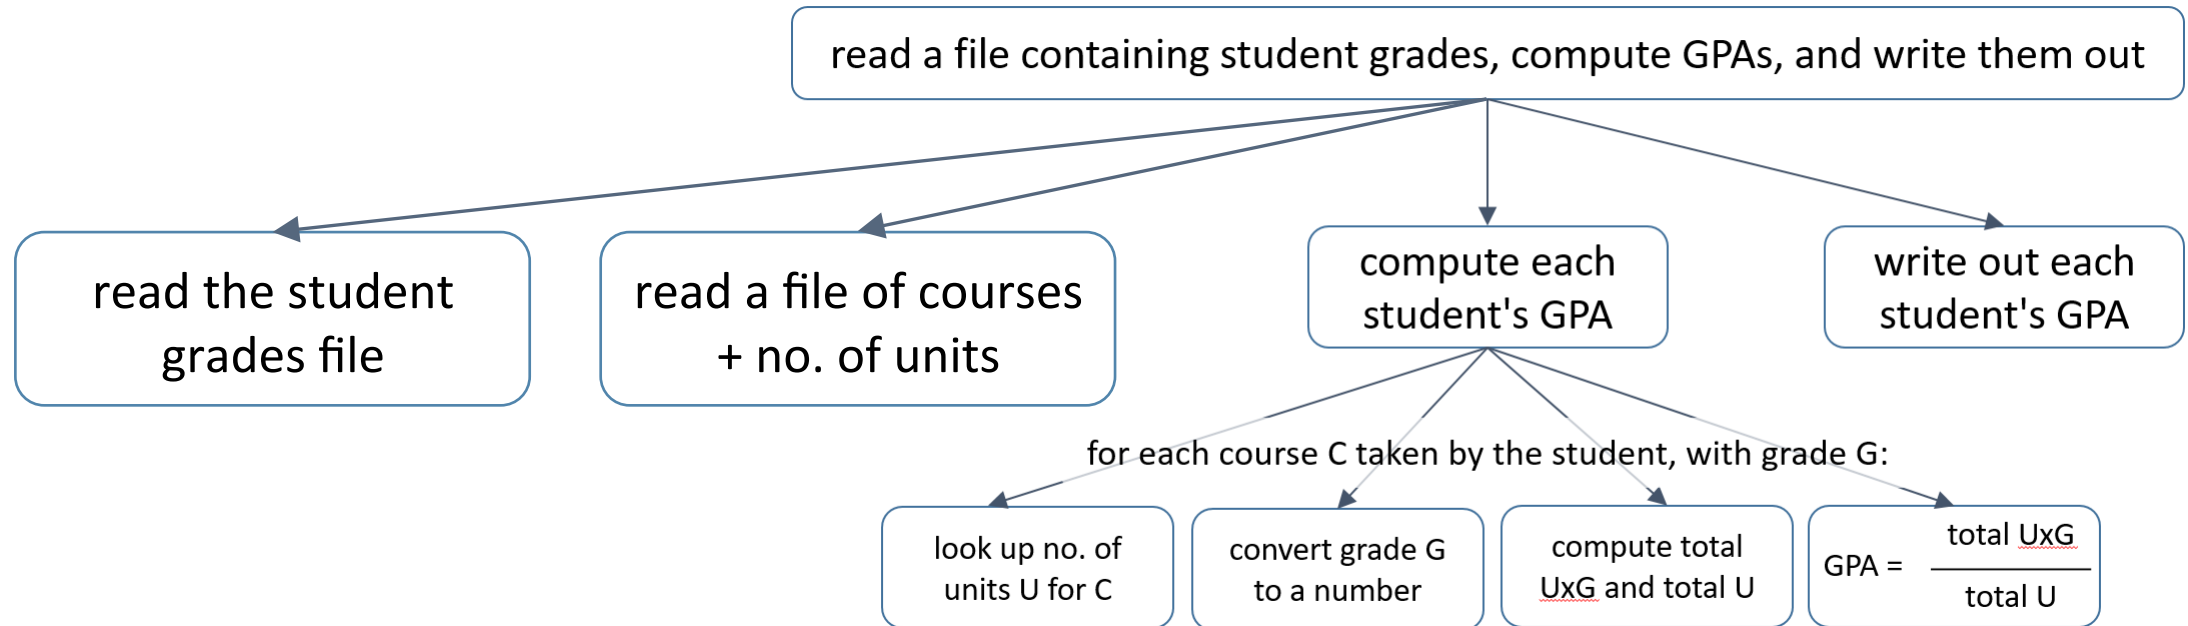 read a file containing student grades, compute GPAs, and write them out
read the student
grades file
read a file of courses
+ no. of units
compute each
student's GPA
write out each
student's GPA
for each course C taken by the student, with grade G:
look up no. of
units U for C
convert grade G
to a number
compute total
UxG and total U
GPA =
total UxG
total U